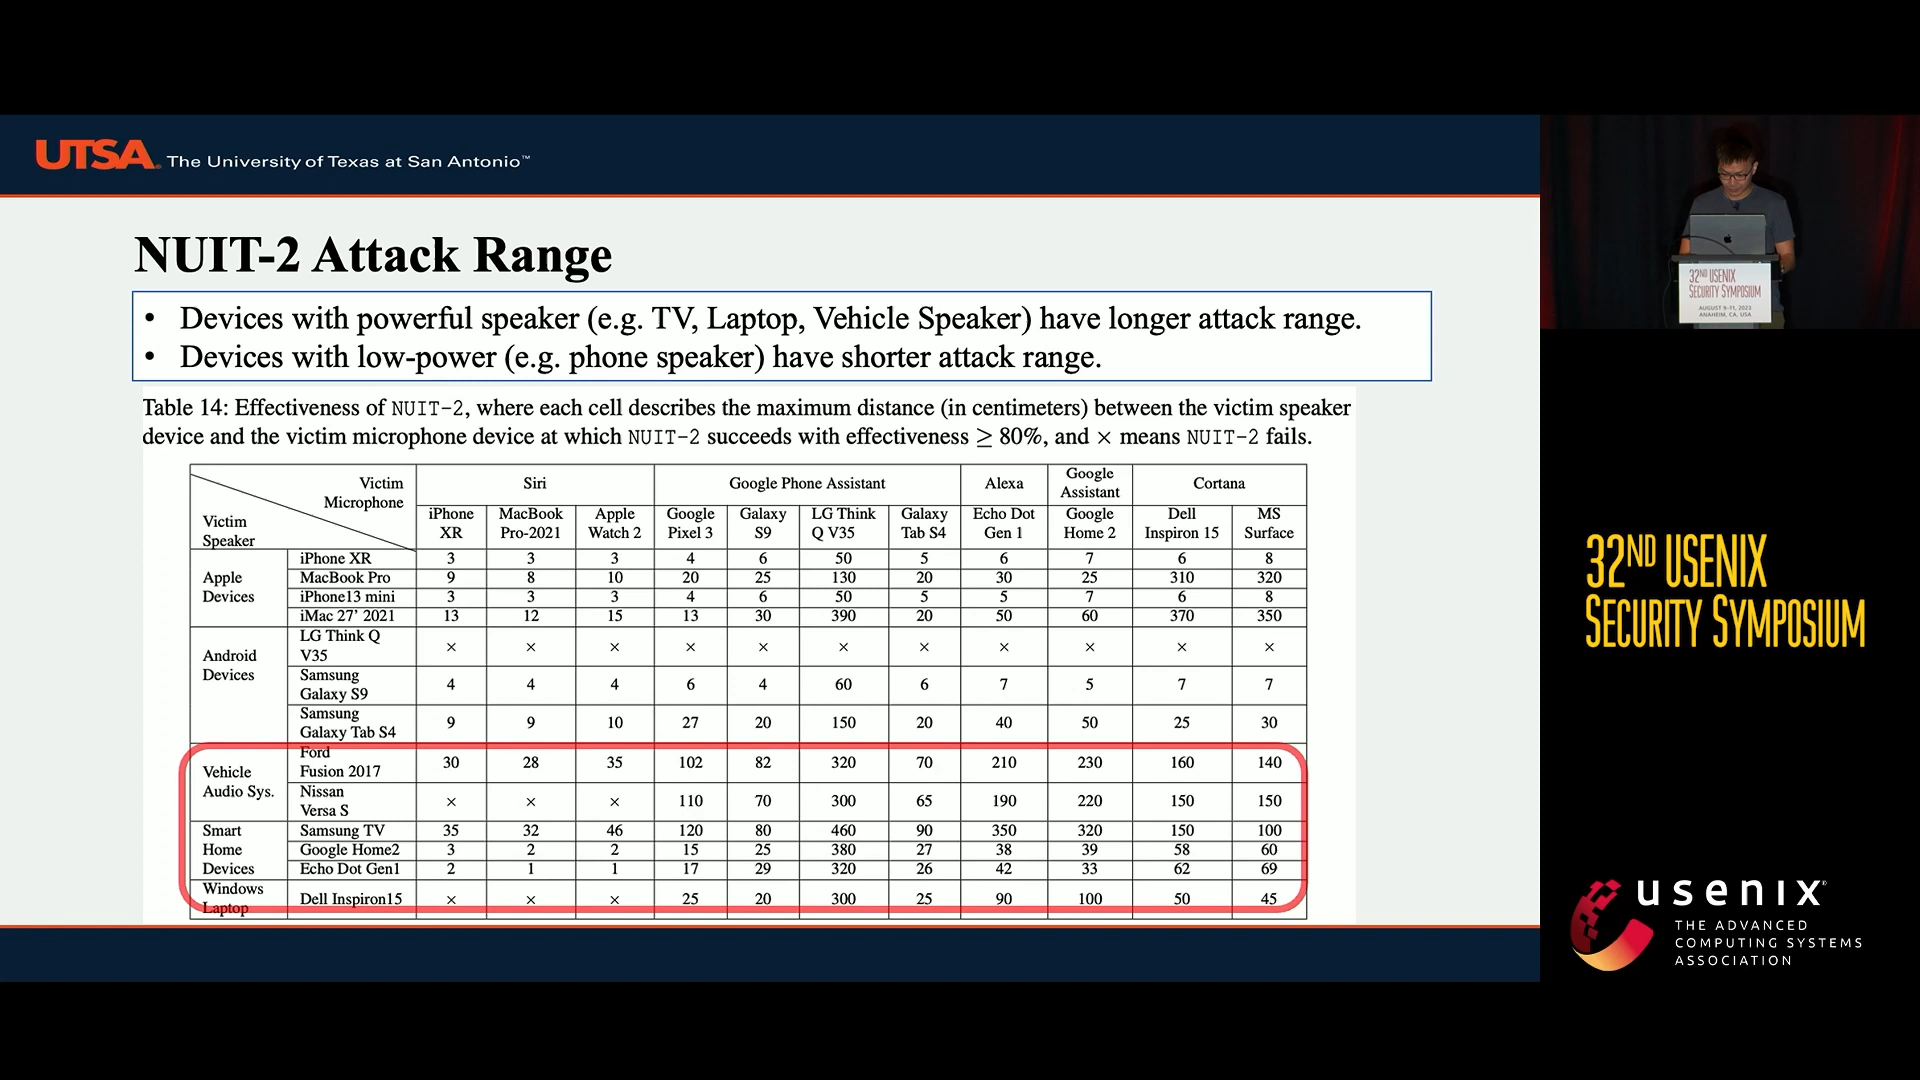 UTSA. The University of Texas at San Antonio™
NUIT-2 Attack Range
• Devices with powerful speaker (e.g. TV, Laptop, Vehicle Speaker) have longer attack range.
• Devices with low-power (e.g. phone speaker) have shorter attack range.
Table 14: Effectiveness of NUIT-2, where each cell describes the maximum distance (in centimeters) between the victim speaker
device and the victim microphone device at which NUIT-2 succeeds with effectiveness ≥ 80%, and × means NUIT-2 fails.
Victim Microphone
Victim Speaker
Siri Google Phone Assistant Alexa Google Assistant Cortana
iPhone XR MacBook Pro-2021 Apple Watch 2 Google Pixel 3 Galaxy S9 LG Think Q V35 Galaxy Tab S4 Echo Dot Gen 1 Google Home 2 Dell Inspiron 15 MS Surface
Apple Devices
iPhone XR 3 3 3 4 6 50 5 6 7 6 8
MacBook Pro 9 8 10 20 25 130 20 30 25 310 320
iPhone13 mini 3 3 3 4 6 50 5 5 7 6 8
iMac 27’ 2021 13 12 15 13 30 390 20 50 60 370 350
Android Devices
LG Think Q V35 × × × × × × × × × × ×
Samsung Galaxy S9 4 4 4 6 4 60 6 7 5 7 7
Samsung Galaxy Tab S4 9 9 10 27 20 150 20 40 50 25 30
Vehicle Audio Sys.
Ford Fusion 2017 30 28 35 102 82 320 70 210 230 160 140
Nissan Versa S × × × 110 70 300 65 190 220 150 150
Smart Home Devices
Samsung TV 35 32 46 120 80 460 90 350 320 150 100
Google Home2 3 2 2 15 25 380 27 38 39 58 60
Echo Dot Gen1 2 1 1 17 29 320 26 42 33 62 69
Windows Laptop
Dell Inspiron15 × × × 25 20 300 25 90 100 50 45
32ND USENIX
SECURITY SYMPOSIUM
AUGUST 9–11, 2023
ANAHEIM, CA, USA
32ND USENIX
SECURITY SYMPOSIUM
usenix®
THE ADVANCED
COMPUTING SYSTEMS
ASSOCIATION